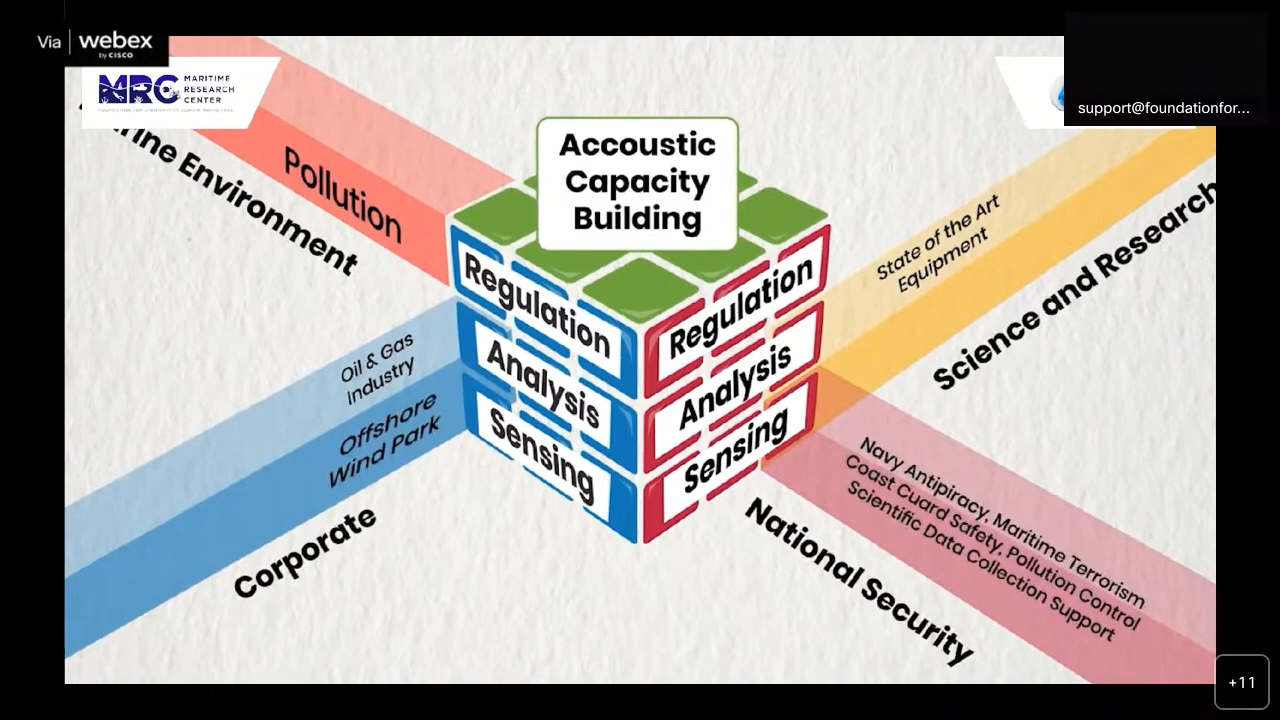 Via webex
by CISCO
MRC MARITIME
RESEARCH
CENTER
support@foundationfor...
Accoustic
Capacity
Building
Pollution
rine Environment
State of the Art
Equipment
Science and Research
Regulation
Analysis
Sensing
Regulation
Analysis
Sensing
Oil & Gas
Industry
Offshore
Wind Park
Corporate
Navy Antipiracy, Maritime Terrorism
Coast Guard Safety, Pollution Control
Scientific Data Collection Support
National Security
+11